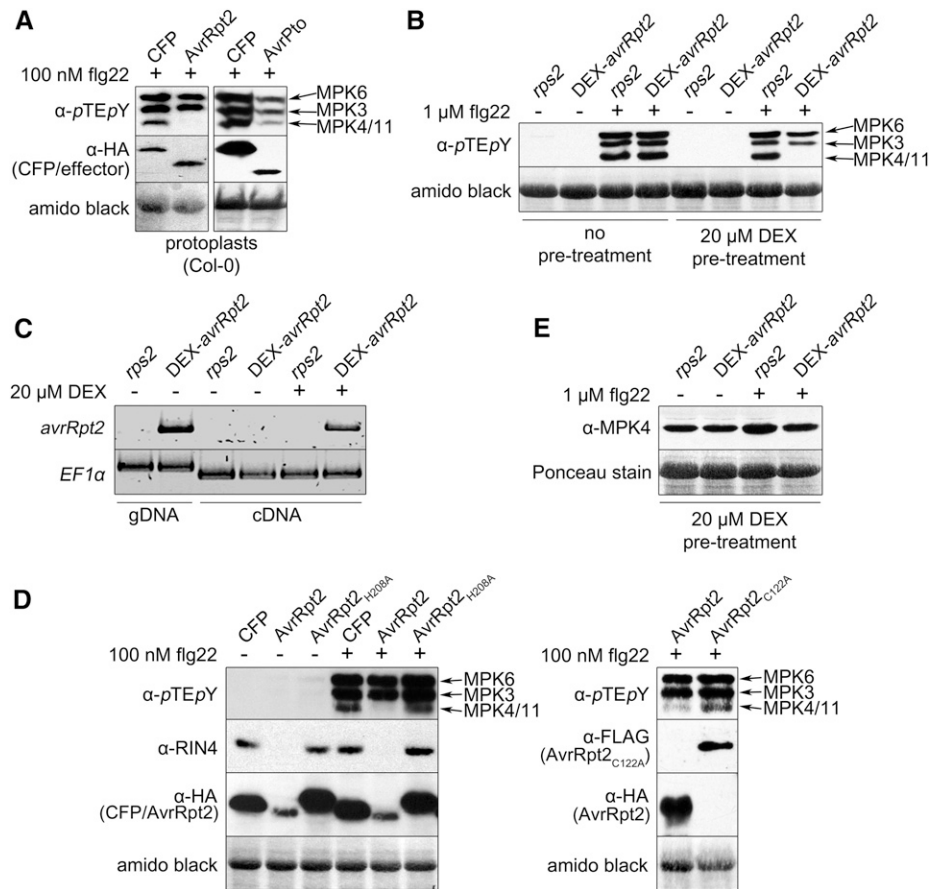 A
CFP AvrRpt2 CFP AvrPto
100 nM flg22 + + + +
α-pTEpY
MPK6
MPK3
MPK4/11
α-HA
(CFP/effector)
amido black
protoplasts
(Col-0)
B
rps2 DEX-avrRpt2 rps2 DEX-avrRpt2 rps2 DEX-avrRpt2 rps2 DEX-avrRpt2
1 µM flg22 - - + + - - + +
α-pTEpY
MPK6
MPK3
MPK4/11
amido black
no
pre-treatment
20 µM DEX
pre-treatment
C
rps2 DEX-avrRpt2 rps2 DEX-avrRpt2 rps2 DEX-avrRpt2
20 µM DEX - - - - + +
avrRpt2
EF1α
gDNA cDNA
E
rps2 DEX-avrRpt2 rps2 DEX-avrRpt2
1 µM flg22 - - + +
α-MPK4
Ponceau stain
20 µM DEX
pre-treatment
D
CFP AvrRpt2 AvrRpt2H208A CFP AvrRpt2 AvrRpt2H208A
100 nM flg22 - - - + + +
α-pTEpY
MPK6
MPK3
MPK4/11
α-RIN4
α-HA
(CFP/AvrRpt2)
amido black
AvrRpt2 AvrRpt2C122A
100 nM flg22 + +
α-pTEpY
MPK6
MPK3
MPK4/11
α-FLAG
(AvrRpt2C122A)
α-HA
(AvrRpt2)
amido black